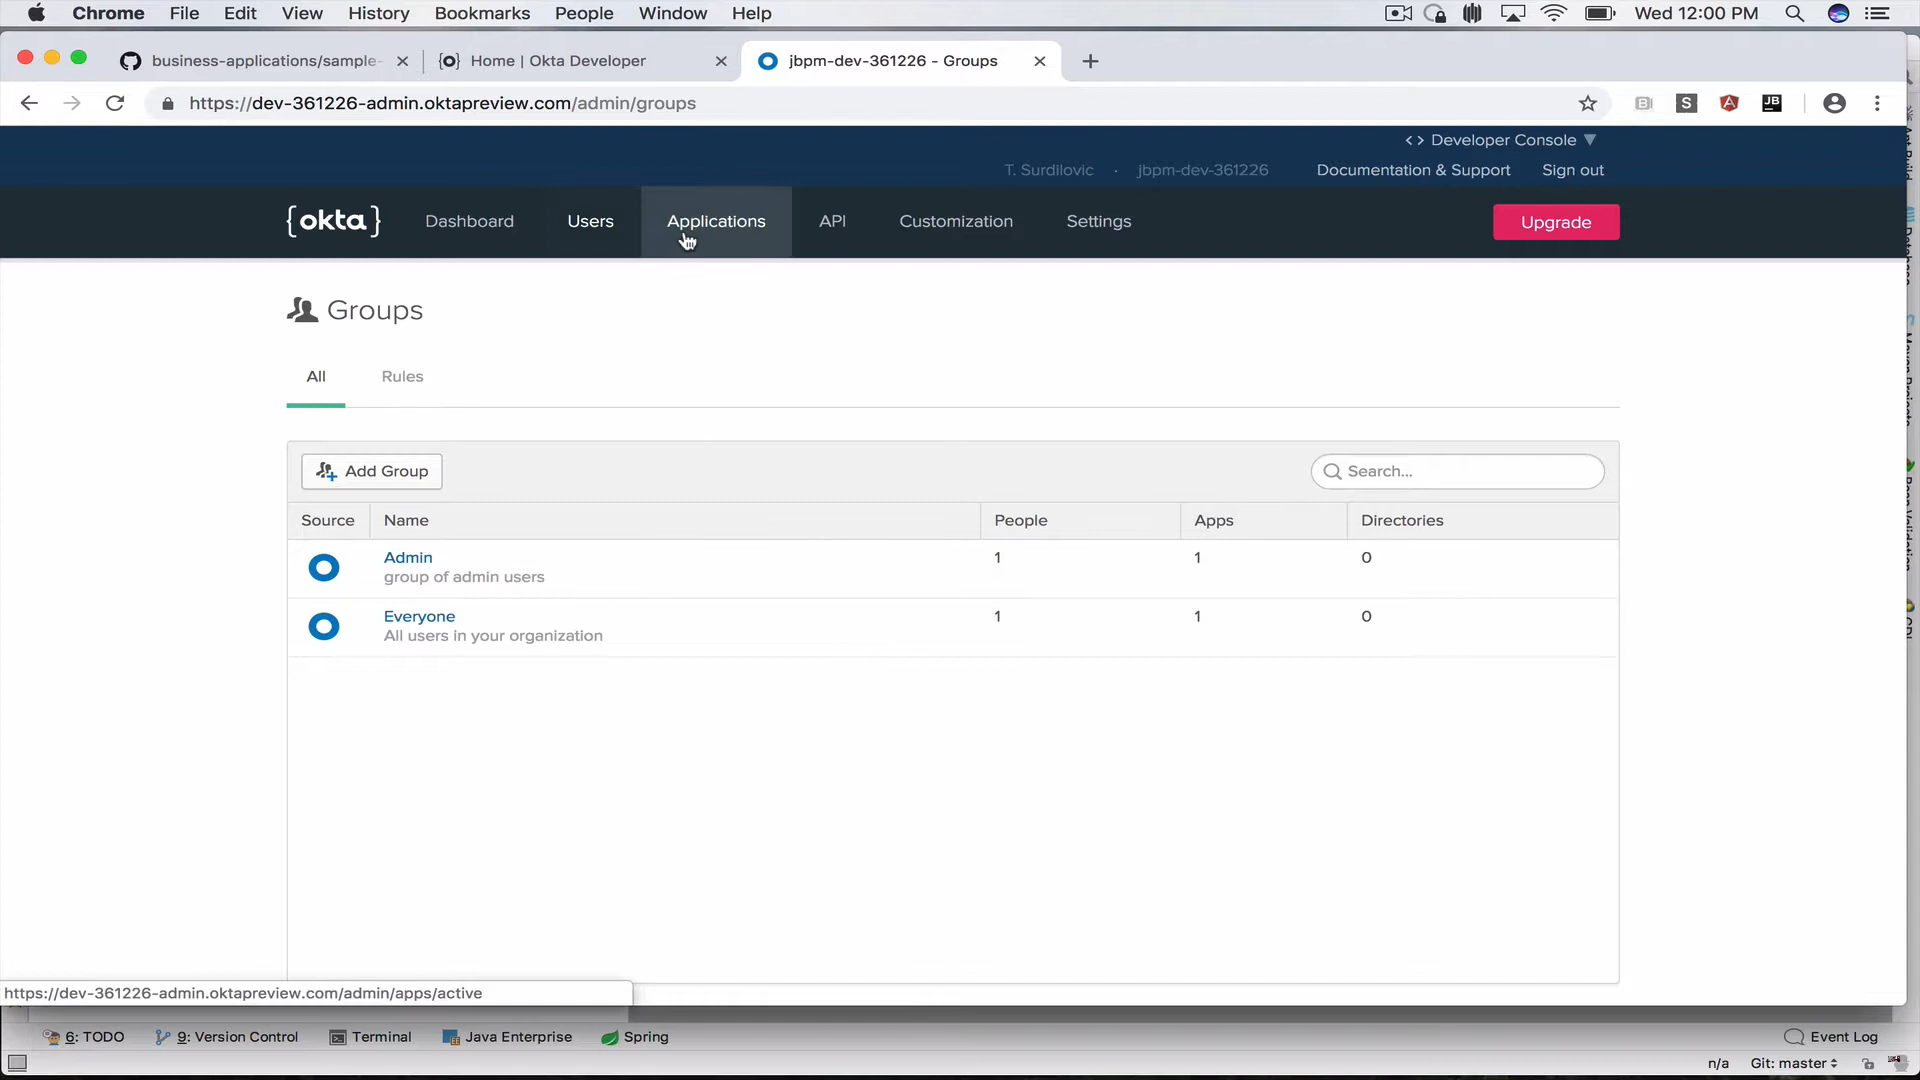 Chrome File Edit View History Bookmarks People Window Help Wed 12:00 PM
business-applications/sample- Home | Okta Developer jbpm-dev-361226 - Groups
https://dev-361226-admin.oktapreview.com/admin/groups
<> Developer Console
T. Surdilovic · jbpm-dev-361226 Documentation & Support Sign out
{okta} Dashboard Users Applications API Customization Settings Upgrade
Groups
All Rules
Add Group Search...
Source Name People Apps Directories
Admin 1 1 0
group of admin users
Everyone 1 1 0
All users in your organization
https://dev-361226-admin.oktapreview.com/admin/apps/active
6: TODO 9: Version Control Terminal Java Enterprise Spring Event Log
n/a Git: master